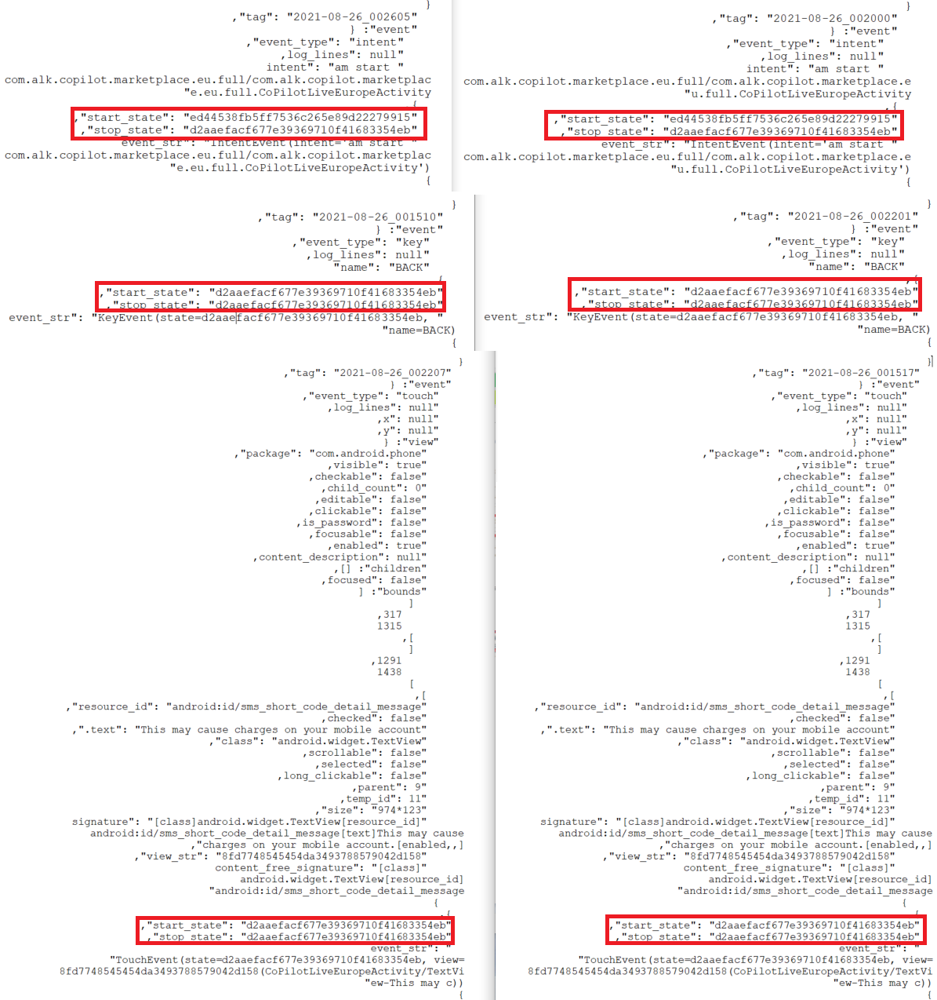 }
,"tag": "2021-08-26_002605"
} :"event"
,"event_type": "intent"
,log_lines": null"
intent": "am start "
com.alk.copilot.marketplace.eu.full/com.alk.copilot.marketplac
"e.eu.full.CoPilotLiveEuropeActivity
,{
,"start_state": "ed44538fb5ff7536c265e89d22279915"
,"stop_state": "d2aaefacf677e39369710f41683354eb"
event_str": "IntentEvent(intent='am start "
com.alk.copilot.marketplace.eu.full/com.alk.copilot.marketplac
"e.eu.full.CoPilotLiveEuropeActivity')
{
}
,"tag": "2021-08-26_002000"
} :"event"
,"event_type": "intent"
,log_lines": null"
intent": "am start "
com.alk.copilot.marketplace.eu.full/com.alk.copilot.marketplace.e
"u.full.CoPilotLiveEuropeActivity
,{
,"start_state": "ed44538fb5ff7536c265e89d22279915"
,"stop_state": "d2aaefacf677e39369710f41683354eb"
event_str": "IntentEvent(intent='am start "
com.alk.copilot.marketplace.eu.full/com.alk.copilot.marketplace.e
"u.full.CoPilotLiveEuropeActivity')
{
}
,"tag": "2021-08-26_001510"
} :"event"
,"event_type": "key"
,log_lines": null"
"name": "BACK"
{
,"start_state": "d2aaefacf677e39369710f41683354eb"
,"stop_state": "d2aaefacf677e39369710f41683354eb"
event_str": "KeyEvent(state=d2aaefacf677e39369710f41683354eb, "
"name=BACK)
{
}
,"tag": "2021-08-26_002201"
} :"event"
,"event_type": "key"
,log_lines": null"
"name": "BACK"
,{
,"start_state": "d2aaefacf677e39369710f41683354eb"
,"stop_state": "d2aaefacf677e39369710f41683354eb"
event_str": "KeyEvent(state=d2aaefacf677e39369710f41683354eb, "
"name=BACK)
{
}
,"tag": "2021-08-26_002207"
} :"event"
,"event_type": "touch"
,log_lines": null"
,x": null"
,y": null"
} :"view"
,"package": "com.android.phone"
,visible": true"
,checkable": false"
,child_count": 0"
,editable": false"
,clickable": false"
,is_password": false"
,focusable": false"
,enabled": true"
,content_description": null"
,[] :"children"
,focused": false"
] :"bounds"
]
,317
1315
,[
]
,1291
1438
[
,[
,"resource_id": "android:id/sms_short_code_detail_message"
,checked": false"
,".text": "This may cause charges on your mobile account"
,"class": "android.widget.TextView"
,scrollable": false"
,selected": false"
,long_clickable": false"
,parent": 9"
,temp_id": 11"
,"size": "974*123"
signature": "[class]android.widget.TextView[resource_id]"
android:id/sms_short_code_detail_message[text]This may cause
,"charges on your mobile account.[enabled,,]
,"view_str": "8fd7748545454da3493788579042d158"
content_free_signature": "[class]"
android.widget.TextView[resource_id]
"android:id/sms_short_code_detail_message
{
,{
,"start_state": "d2aaefacf677e39369710f41683354eb"
,"stop_state": "d2aaefacf677e39369710f41683354eb"
event_str": "
"TouchEvent(state=d2aaefacf677e39369710f41683354eb, view=
8fd7748545454da3493788579042d158(CoPilotLiveEuropeActivity/TextVi
"ew-This may c))
{
}
,"tag": "2021-08-26_001517"
} :"event"
,"event_type": "touch"
,log_lines": null"
,x": null"
,y": null"
} :"view"
,"package": "com.android.phone"
,visible": true"
,checkable": false"
,child_count": 0"
,editable": false"
,clickable": false"
,is_password": false"
,focusable": false"
,enabled": true"
,content_description": null"
,[] :"children"
,focused": false"
] :"bounds"
]
,317
1315
,[
]
,1291
1438
[
,[
,"resource_id": "android:id/sms_short_code_detail_message"
,checked": false"
,".text": "This may cause charges on your mobile account"
,"class": "android.widget.TextView"
,scrollable": false"
,selected": false"
,long_clickable": false"
,parent": 9"
,temp_id": 11"
,"size": "974*123"
signature": "[class]android.widget.TextView[resource_id]"
android:id/sms_short_code_detail_message[text]This may cause
,"charges on your mobile account.[enabled,,]
,"view_str": "8fd7748545454da3493788579042d158"
content_free_signature": "[class]"
android.widget.TextView[resource_id]
"android:id/sms_short_code_detail_message
{
{
,"start_state": "d2aaefacf677e39369710f41683354eb"
,"stop_state": "d2aaefacf677e39369710f41683354eb"
event_str": "
"TouchEvent(state=d2aaefacf677e39369710f41683354eb, view=
8fd7748545454da3493788579042d158(CoPilotLiveEuropeActivity/TextVi
"ew-This may c))
{